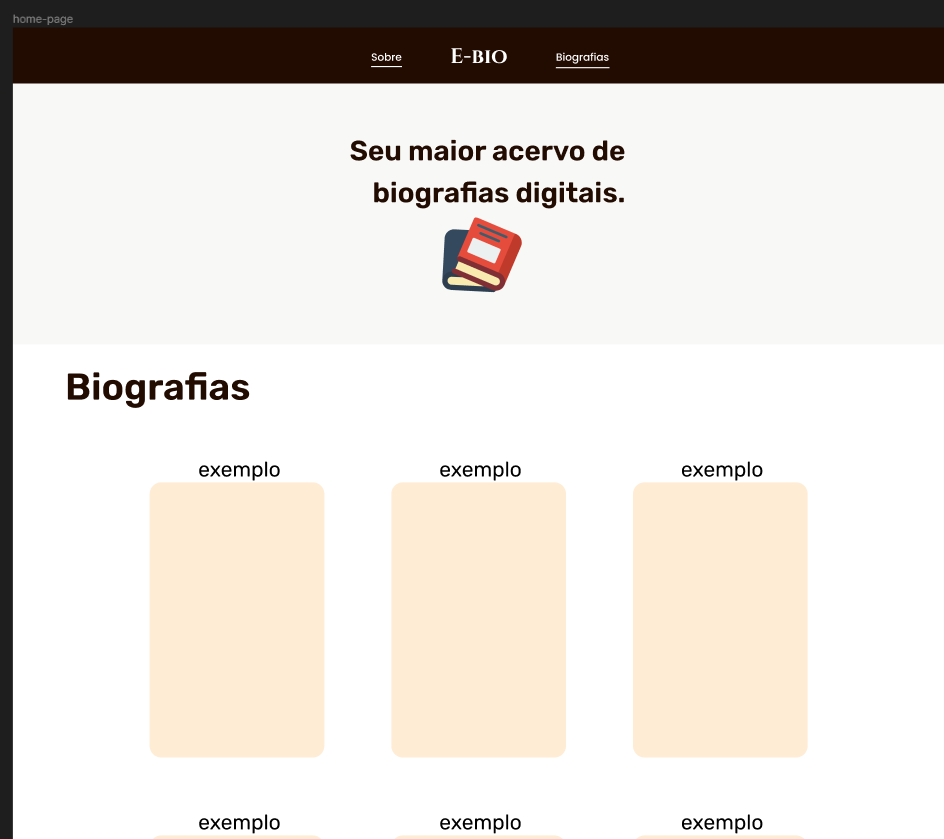 home-page
Sobre
E-BIO
Biografias
Seu maior acervo de
biografias digitais.
Biografias
exemplo
exemplo
exemplo
exemplo
exemplo
exemplo